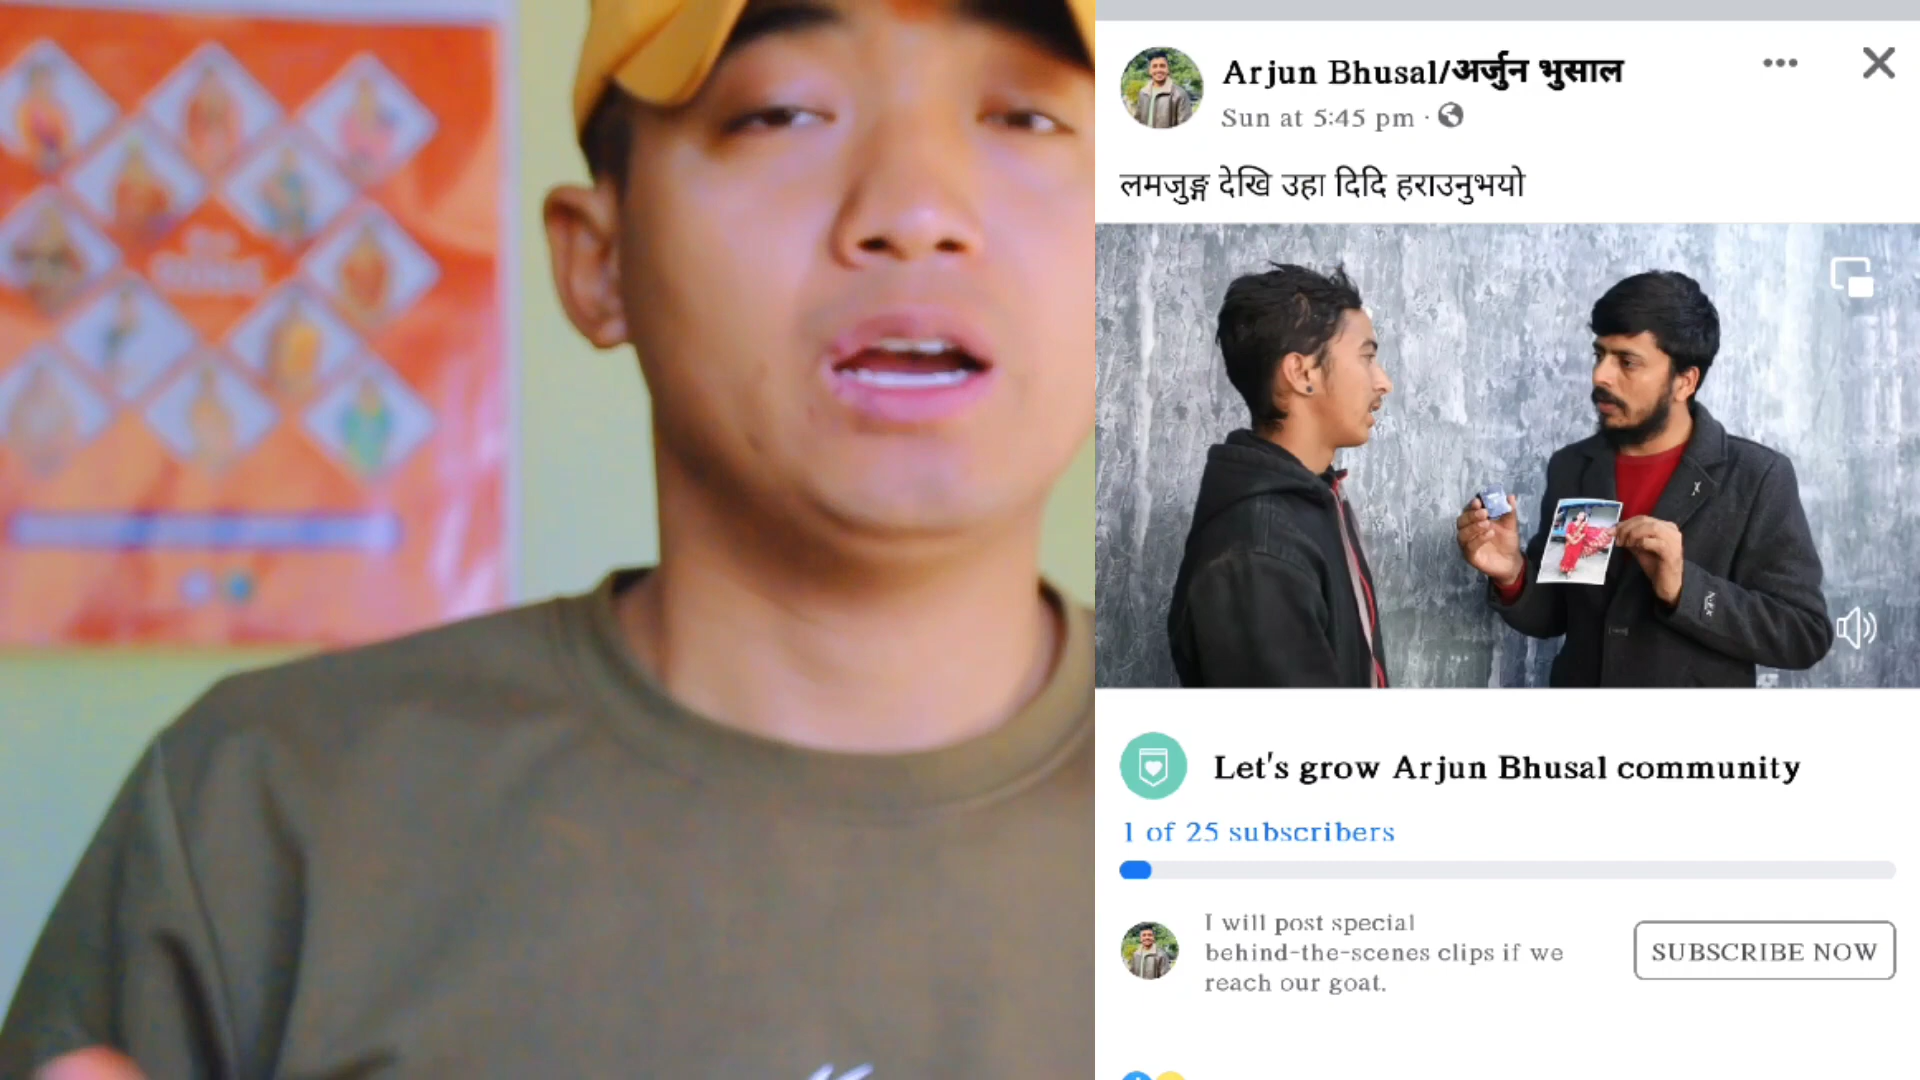 Arjun Bhusal/अर्जुन भुसाल
Sun at 5:45 pm ·
लमजुङ्ग देखि उहा दिदि हराउनुभयो
Let's grow Arjun Bhusal community
1 of 25 subscribers
I will post special
behind-the-scenes clips if we
reach our goat.
SUBSCRIBE NOW